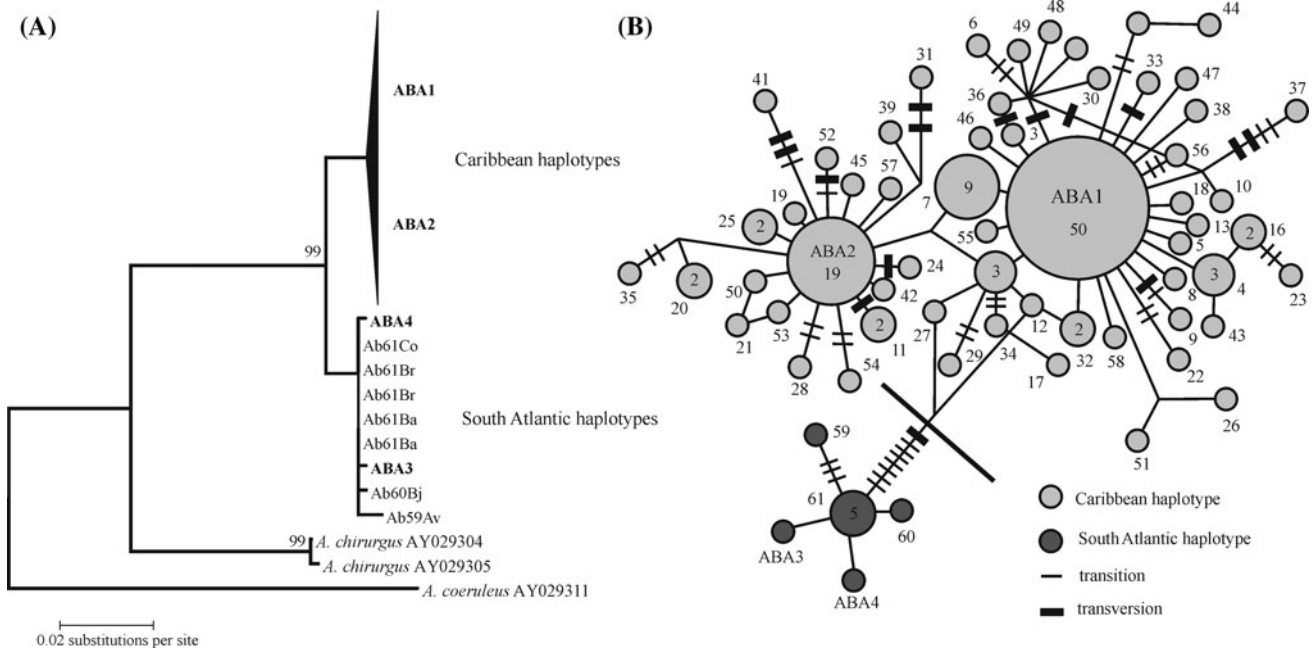 (A)
ABA1
Caribbean haplotypes
ABA2
99
ABA4
Ab61Co
Ab61Br
Ab61Br
Ab61Ba
Ab61Ba
ABA3
Ab60Bj
Ab59Av
South Atlantic haplotypes
99
A. chirurgus AY029304
A. chirurgus AY029305
A. coeruleus AY029311
0.02 substitutions per site
(B)
41
31
39
52
45
57
19
25
2
7
9
ABA2
19
24
35
2
20
50
42
21
53
2
11
28
54
6
49
48
44
36
30
33
47
46
3
38
37
56
ABA1
50
18
10
55
13
5
2
16
3
3
4
23
8
27
12
2
9
43
29
34
32
58
17
22
26
51
59
61
5
60
ABA3
ABA4
Caribbean haplotype
South Atlantic haplotype
transition
transversion